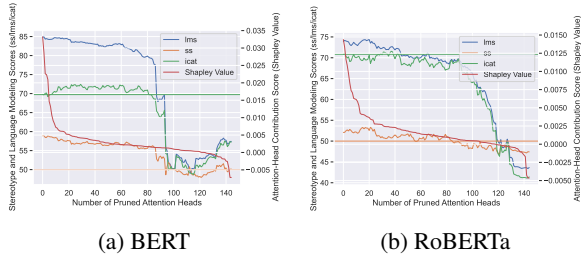 Stereotype and Language Modeling Scores (ss/lms/icat)
85
80
75
70
65
60
55
50
lms
ss
icat
Shapley Value
0.035
0.030
0.025
0.020
0.015
0.010
0.005
0.000
−0.005
Attention-Head Contribution Score (Shapley Value)
0 20 40 60 80 100 120 140
Number of Pruned Attention Heads
(a) BERT
Stereotype and Language Modeling Scores (ss/lms/icat)
75
70
65
60
55
50
45
40
lms
ss
icat
Shapley Value
0.0150
0.0125
0.0100
0.0075
0.0050
0.0025
0.0000
−0.0025
−0.0050
Attention-Head Contribution Score (Shapley Value)
0 20 40 60 80 100 120 140
Number of Pruned Attention Heads
(b) RoBERTa